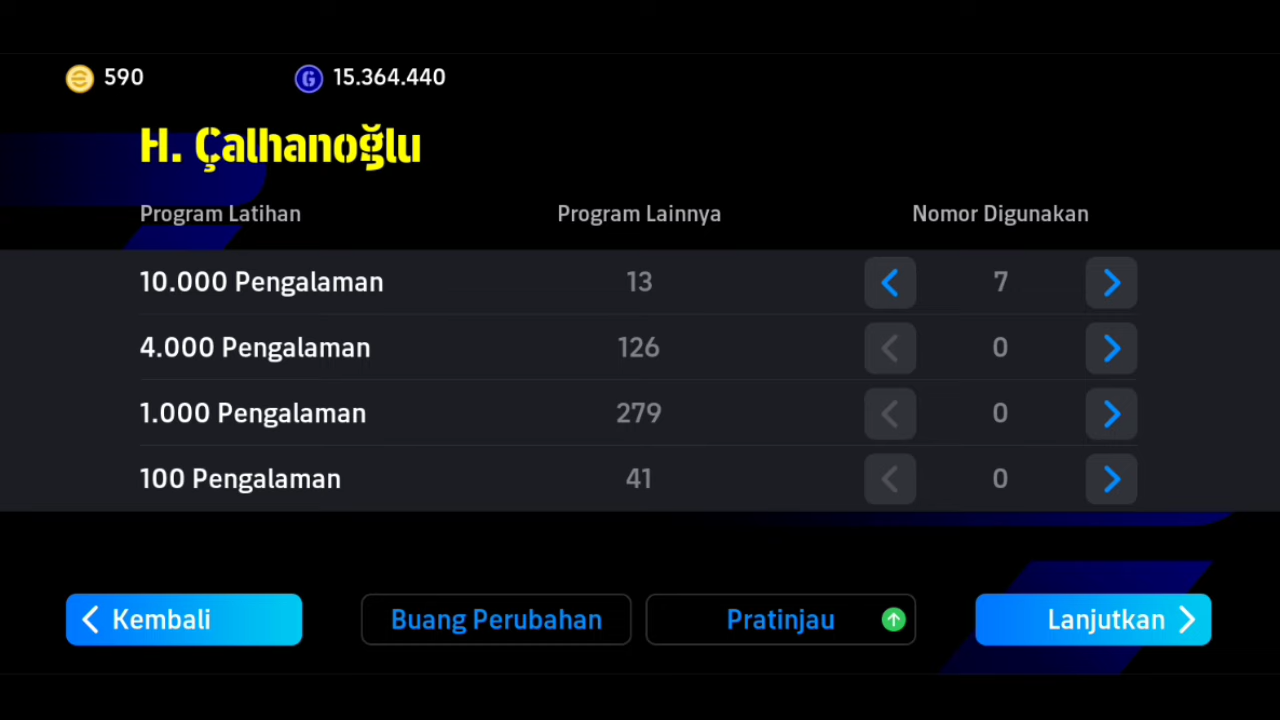 590 15.364.440
H. Çalhanoğlu
Program Latihan Program Lainnya Nomor Digunakan
10.000 Pengalaman 13 7
4.000 Pengalaman 126 0
1.000 Pengalaman 279 0
100 Pengalaman 41 0
Kembali Buang Perubahan Pratinjau Lanjutkan